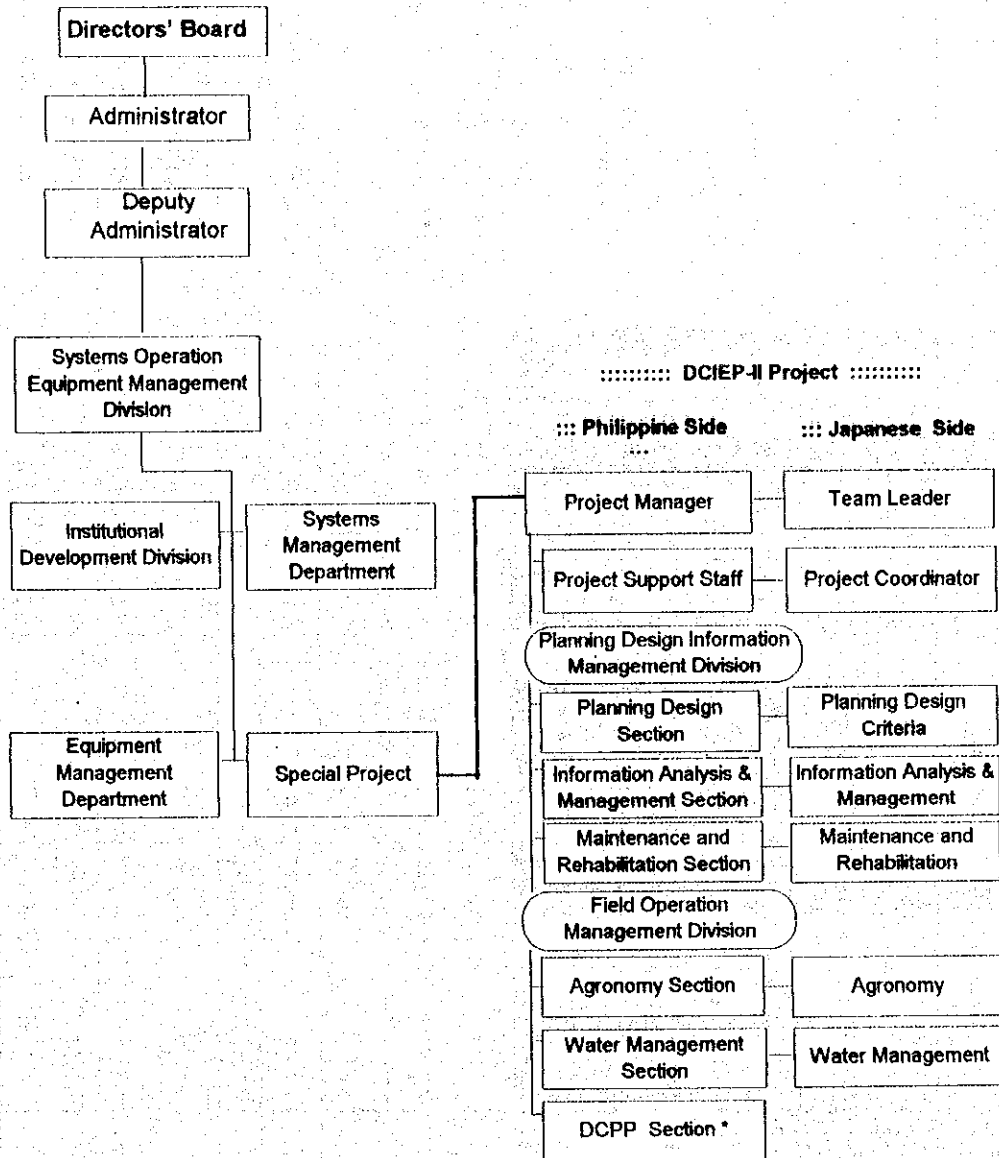 Directors' Board
Administrator
Deputy
Administrator
Systems Operation
Equipment Management
Division
Institutional
Development Division
Systems
Management
Department
Equipment
Management
Department
Special Project
:::::::::: DCIEP-II Project ::::::::::
::: Philippine Side
...
::: Japanese Side
Project Manager
Team Leader
Project Support Staff
Project Coordinator
Planning Design Information
Management Division
Planning Design
Section
Planning Design
Criteria
Information Analysis &
Management Section
Information Analysis &
Management
Maintenance and
Rehabilitation Section
Maintenance and
Rehabilitation
Field Operation
Management Division
Agronomy Section
Agronomy
Water Management
Section
Water Management
DCPP Section *